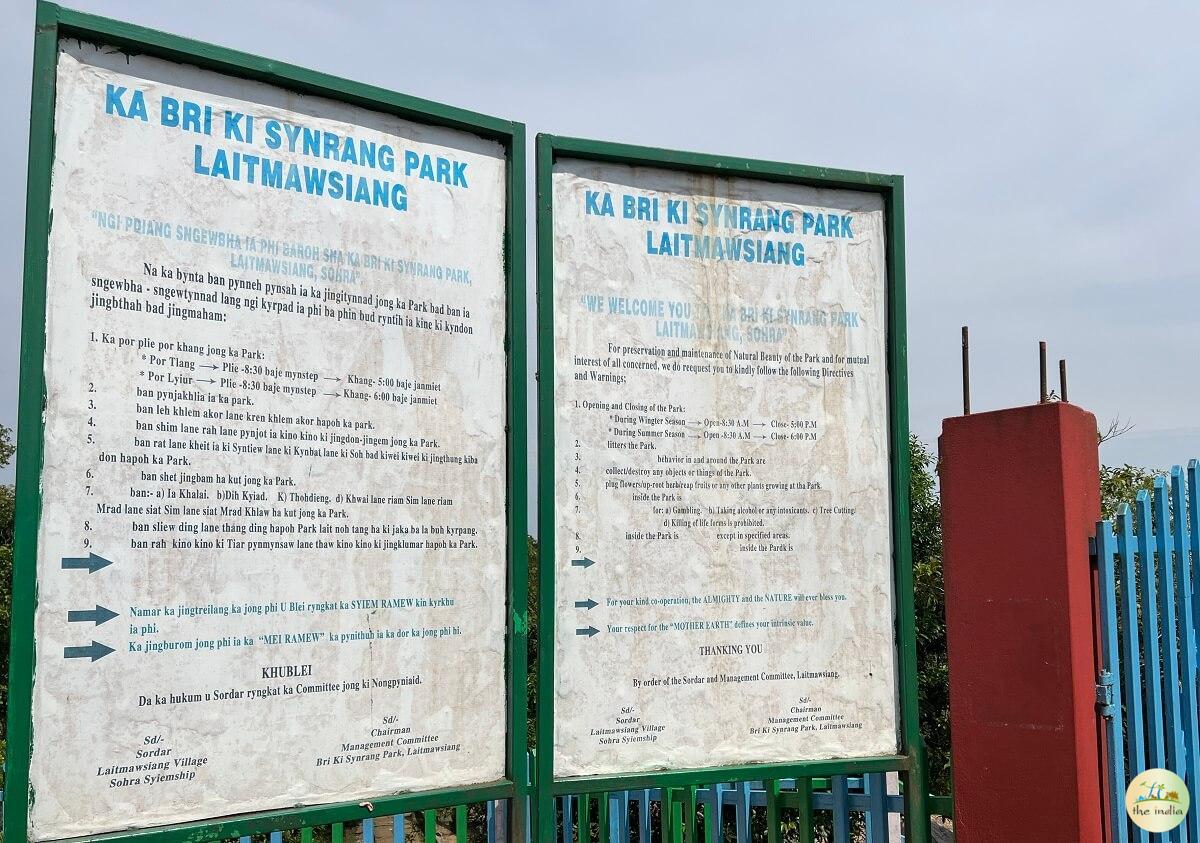 KA BRI KI SYNRANG PARK
LAITMAWSIANG
"NGI PDIANG SNGEWBHA IA PHI BAROH SHA KA BRI KI SYNRANG PARK,
LAITMAWSIANG, SOHRA"
Na ka bynta ban pynneh pynsah ia ka jingitynnad jong ka Park bad ban ia
sngewbha - sngewtynnad lang ngi kyrpad ia phi ba phin bud ryntih ia kine ki kyndon
jingbthah bad jingmaham:
1. Ka por plie por khang jong ka Park:
* Por Tlang → Plie -8:30 baje mynstep → Khang- 5:00 baje janmiet
* Por Lyiur → Plie -8:30 baje mynstep → Khang- 6:00 baje janmiet
2. ban pynjakhlia ia ka park.
3. ban leh khlem akor lane kren khlem akor hapoh ka park.
4. ban shim lane rah lane pynjot ia kino kino ki jingdon-jingem jong ka Park.
5. ban rat lane kheit ia ki Syntiew lane ki Kynbat lane ki Soh bad kiwei kiwei ki jingthung kiba
don hapoh ka Park.
6. ban shet jingbam ha kut jong ka Park.
7. ban:- a) Ia Khalai. b)Dih Kyiad. K) Thohdieng. d) Khwai lane riam Sim lane riam
Mrad lane siat Sim lane siat Mrad Khlaw ha kut jong ka Park.
8. ban sliew ding lane thang ding hapoh Park lait noh tang ha ki jaka ba la buh kyrpang.
9. ban rah kino kino ki Tiar pynmynsaw lane thaw kino kino ki jingklumar hapoh ka Park.
Namar ka jingtreilang ka jong phi U Blei ryngkat ka SYIEM RAMEW kin kyrkhu
ia phi.
Ka jingburom jong phi ia ka "MEI RAMEW" ka pynithuh ia ka dor ka jong phi hi.
KHUBLEI
Da ka hukum u Sordar ryngkat ka Committee jong ki Nongpyniaid.
Sd/-
Sordar
Laitmawsiang Village
Sohra Syiemship
Sd/-
Chairman
Management Committee
Bri Ki Synrang Park, Laitmawsiang
KA BRI KI SYNRANG PARK
LAITMAWSIANG
"WE WELCOME YOU KA BRI KI SYNRANG PARK
LAITMAWSIANG, SOHRA"
For preservation and maintenance of Natural Beauty of the Park and for mutual
interest of all concerned, we do reequest you to kindly follow the following Directives
and Warnings;
1. Opening and Closing of the Park:
* During Wingter Season → Open-8:30 A.M → Close- 5:00 P.M
* During Summer Season → Open -8:30 A.M → Close- 6:00 P.M
2. litters the Park.
3. behavior in and around the Park are
4. collect/destroy any objects or things of the Park.
5. plug flowers/up-root herb/reap fruits or any other plants growing at tha Park.
6. inside the Park is
7. for: a) Gambling. b) Taking alcohol or any intoxicants. c) Tree Cutting/
d) Killing of life forms is prohibited.
8. inside the Park is except in specified areas.
9. inside the Pardk is
For your kind co-operation, the ALMIGHTY and the NATURE will ever bless you.
Your respect for the "MOTHER EARTH" defines your intrinsic value.
THANKING YOU
By order of the Sordar and Management Committee, Laitmawsiang.
Sd/-
Sordar
Laitmawsiang Village
Sohra Syiemship
Sd/-
Chairman
Management Committee
Bri Ki Synrang Park, Laitmawsiang
the india